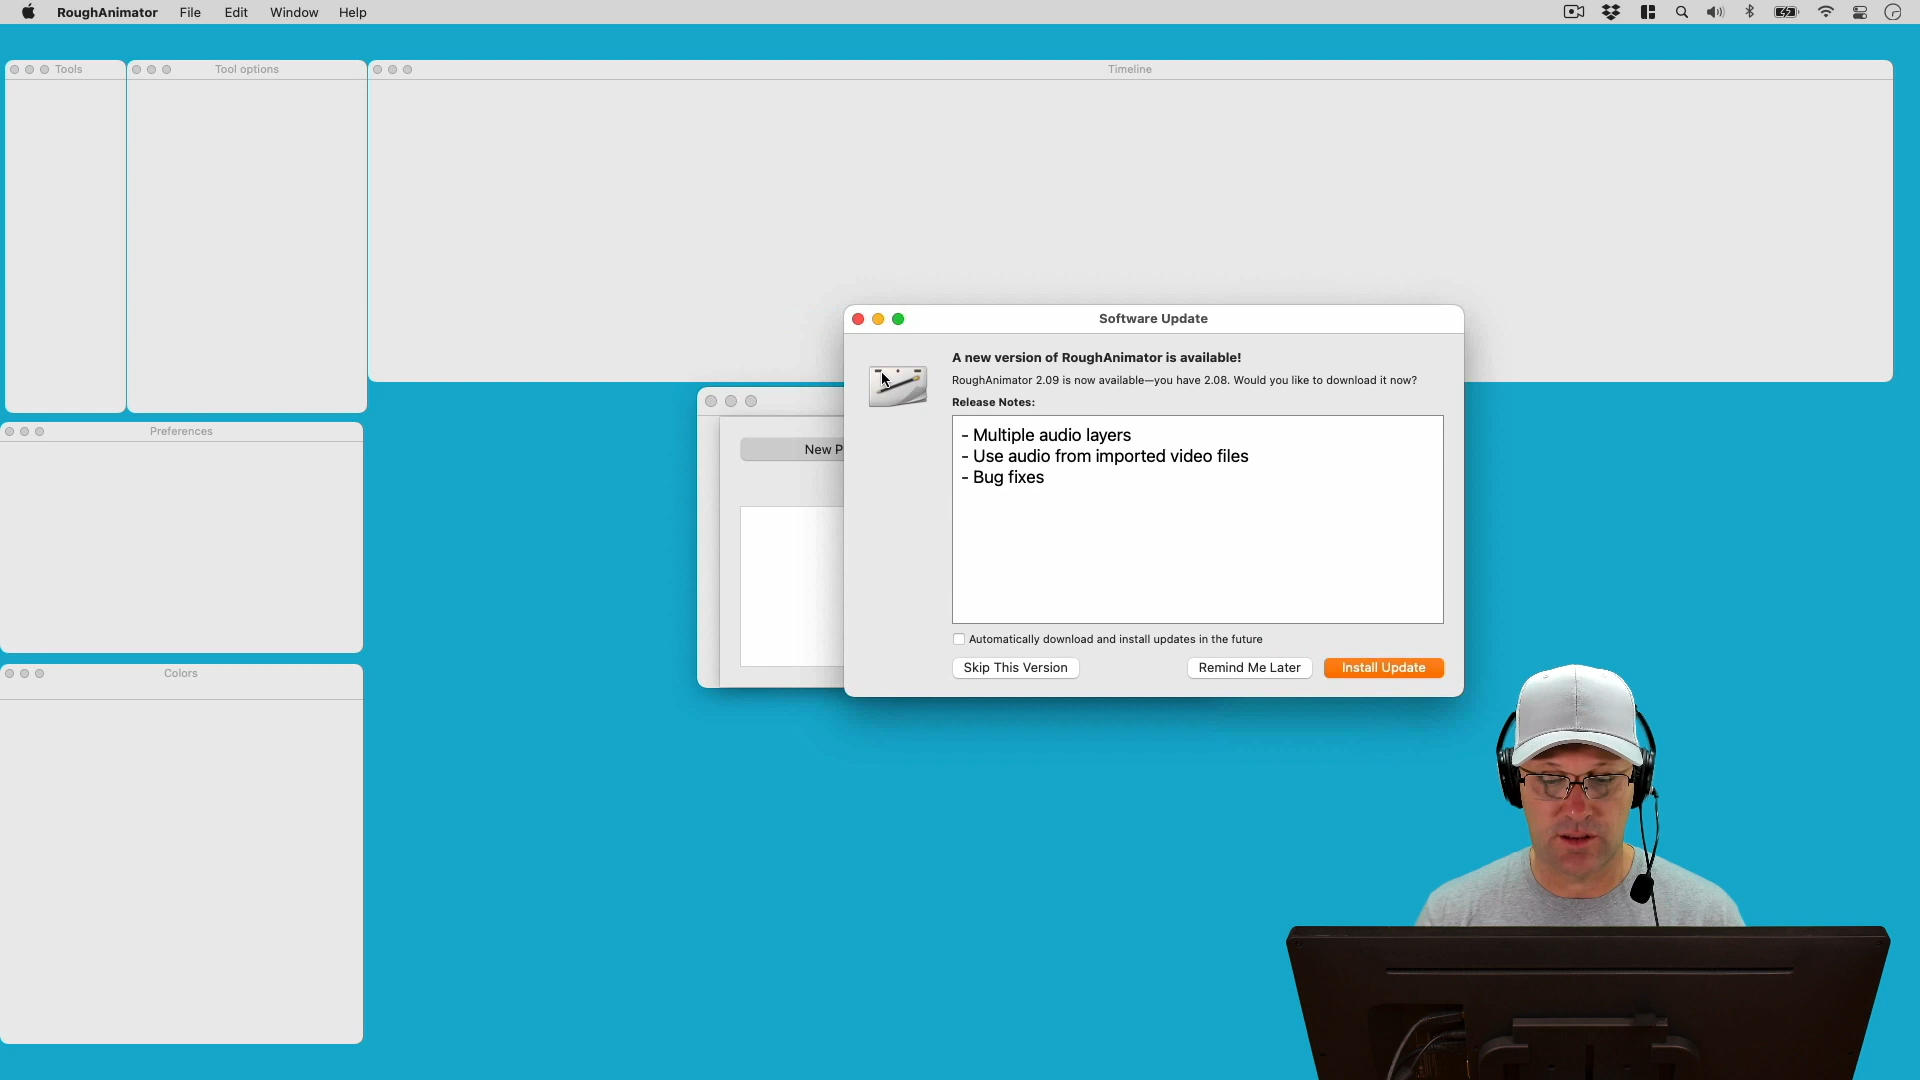 RoughAnimator File Edit Window Help
Tools
Tool options
Timeline
Software Update
A new version of RoughAnimator is available!
RoughAnimator 2.09 is now available—you have 2.08. Would you like to download it now?
Release Notes:
- Multiple audio layers
- Use audio from imported video files
- Bug fixes
Automatically download and install updates in the future
Skip This Version
Remind Me Later
Install Update
New P
Preferences
Colors